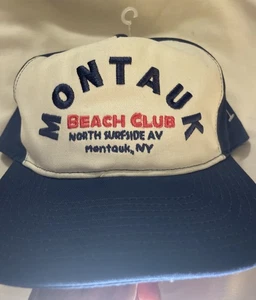 MONTAUK
BEACH CLUB
NORTH SURFSIDE AV
Montauk, NY